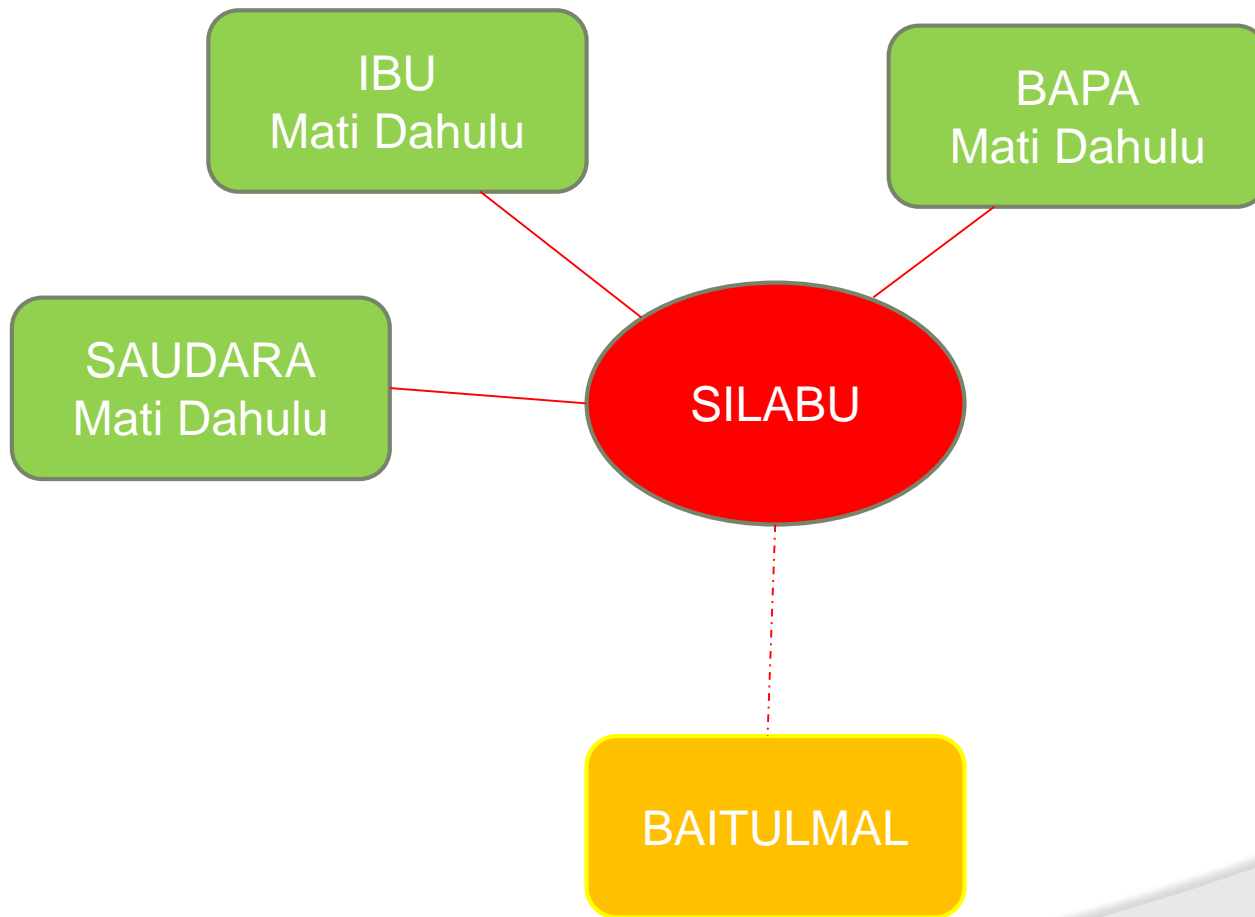 IBU
Mati Dahulu
BAPA
Mati Dahulu
SAUDARA
Mati Dahulu
SILABU
BAITULMAL